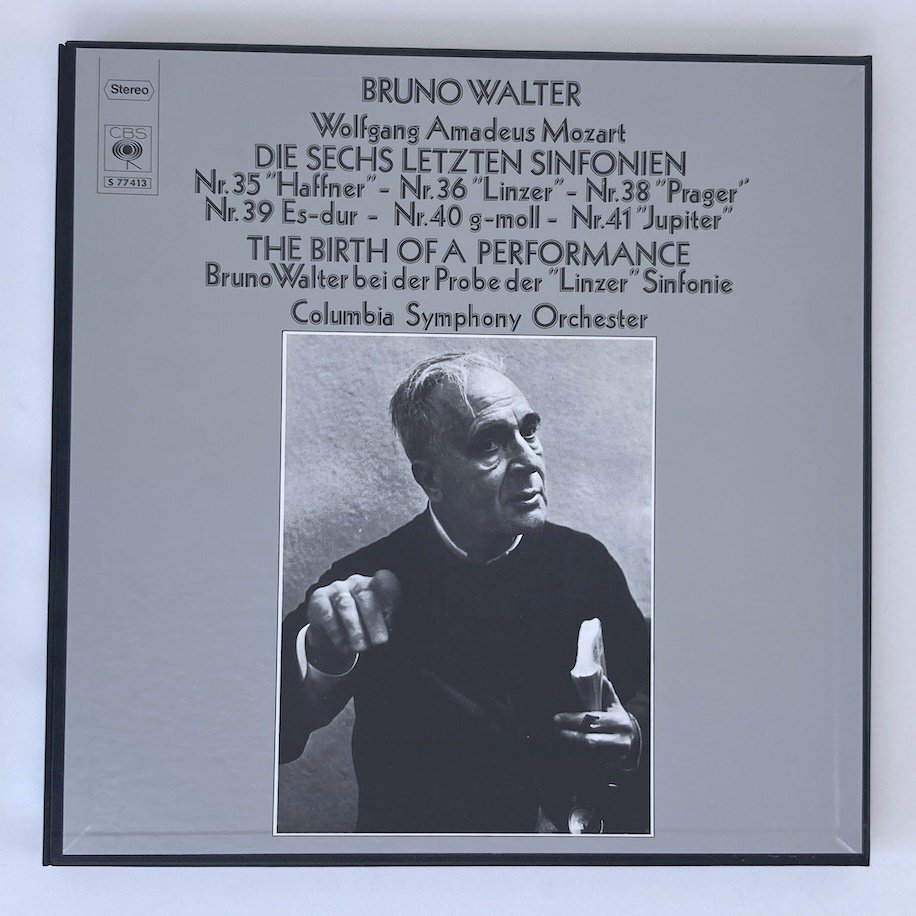 Stereo
CBS
S 77413
BRUNO WALTER
Wolfgang Amadeus Mozart
DIE SECHS LETZTEN SINFONIEN
Nr. 35 "Haffner" - Nr. 36 "Linzer" - Nr. 38 "Prager"
Nr. 39 Es-dur - Nr. 40 g-moll - Nr. 41 "Jupiter"
THE BIRTH OF A PERFORMANCE
Bruno Walter bei der Probe der "Linzer" Sinfonie
Columbia Symphony Orchester